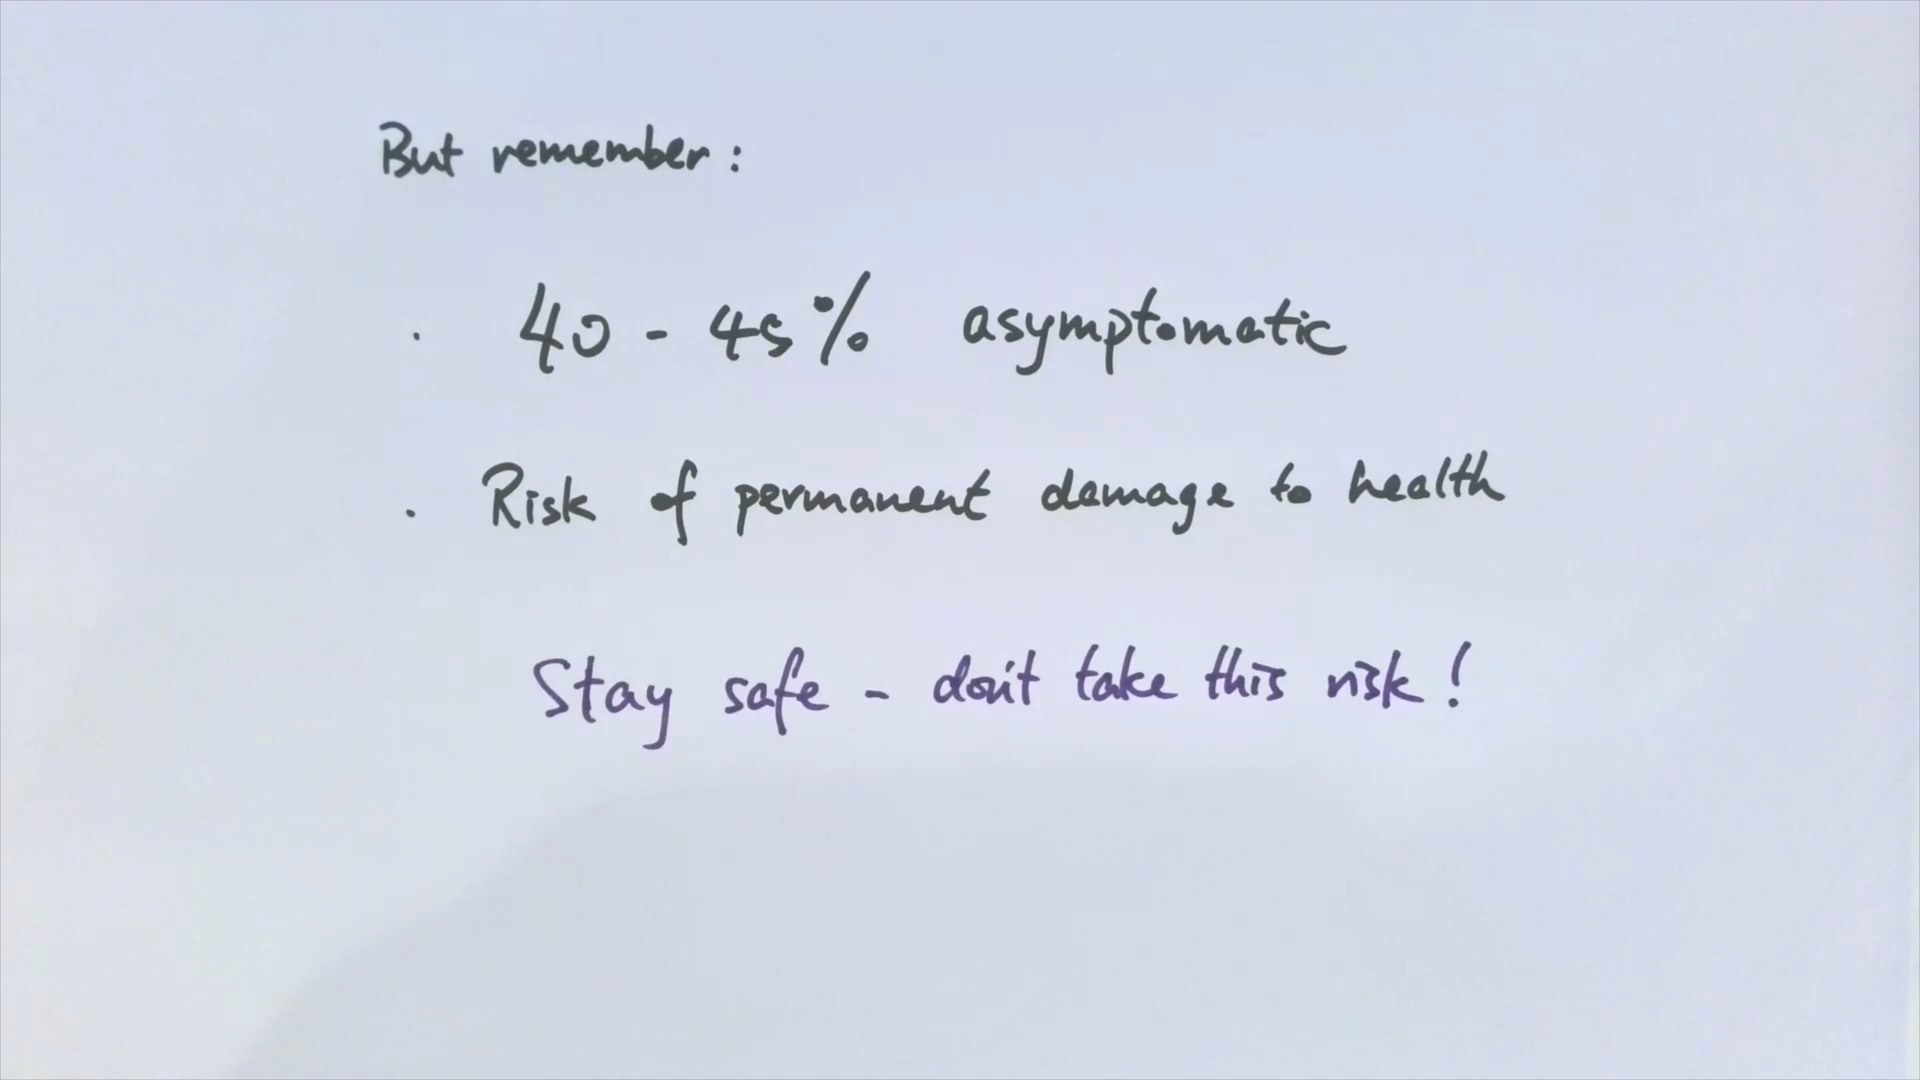 But remember:
· 40 - 45% asymptomatic
· Risk of permanent damage to health
Stay safe - don't take this risk!